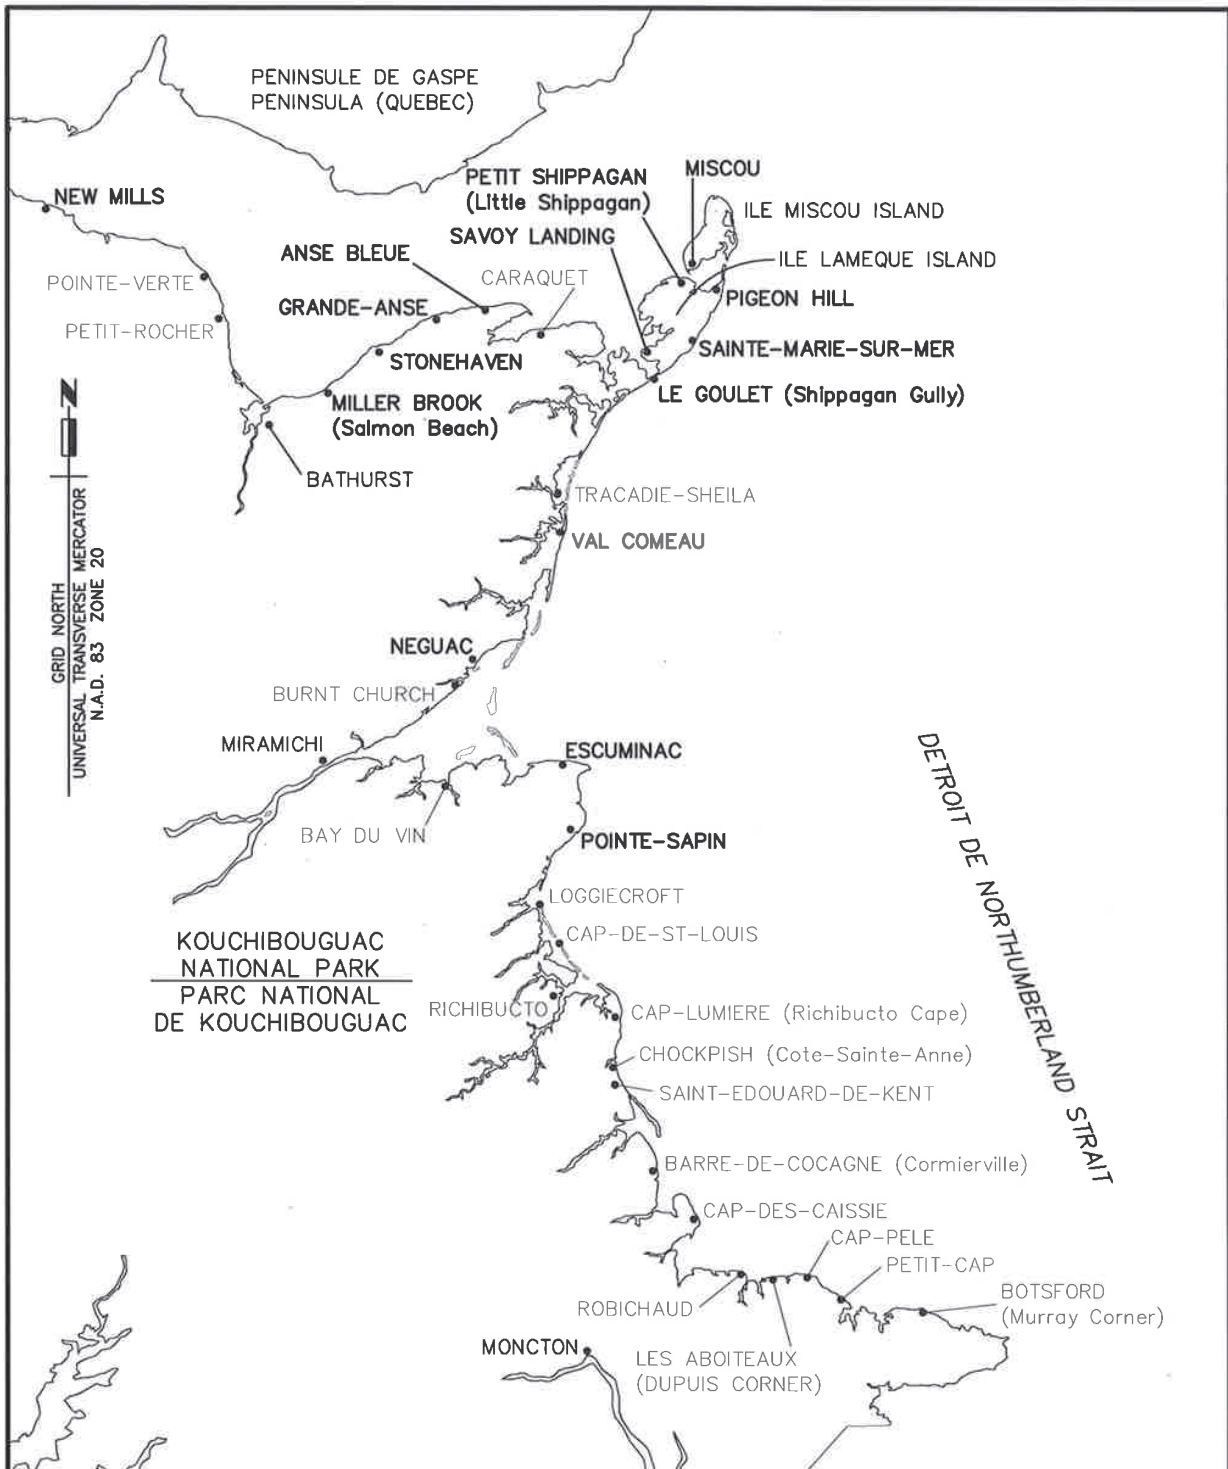 PENINSULE DE GASPE
PENINSULA (QUEBEC)
NEW MILLS
PETIT SHIPPAGAN
(Little Shippagan)
MISCOU
SAVOY LANDING
ILE MISCOU ISLAND
ANSE BLEUE
CARAQUET
ILE LAMEQUE ISLAND
POINTE-VERTE
PIGEON HILL
GRANDE-ANSE
PETIT-ROCHER
STONEHAVEN
SAINTE-MARIE-SUR-MER
MILLER BROOK
(Salmon Beach)
LE GOULET (Shippagan Gully)
N
BATHURST
TRACADIE-SHEILA
VAL COMEAU
GRID NORTH
UNIVERSAL TRANSVERSE MERCATOR
N.A.D. 83 ZONE 20
NEGUAC
BURNT CHURCH
MIRAMICHI
ESCUMINAC
BAY DU VIN
POINTE-SAPIN
DETROIT DE NORTHUMBERLAND STRAIT
LOGGIECROFT
CAP-DE-ST-LOUIS
KOUCHIBOUGUAC
NATIONAL PARK
PARC NATIONAL
DE KOUCHIBOUGUAC
RICHIBUCTO
CAP-LUMIERE (Richibucto Cape)
CHOCKPISH (Cote-Sainte-Anne)
SAINT-EDOUARD-DE-KENT
BARRE-DE-COCAGNE (Cormierville)
CAP-DES-CAISSIE
CAP-PELE
PETIT-CAP
ROBICHAUD
BOTSFORD
(Murray Corner)
MONCTON
LES ABOITEAUX
(DUPUIS CORNER)